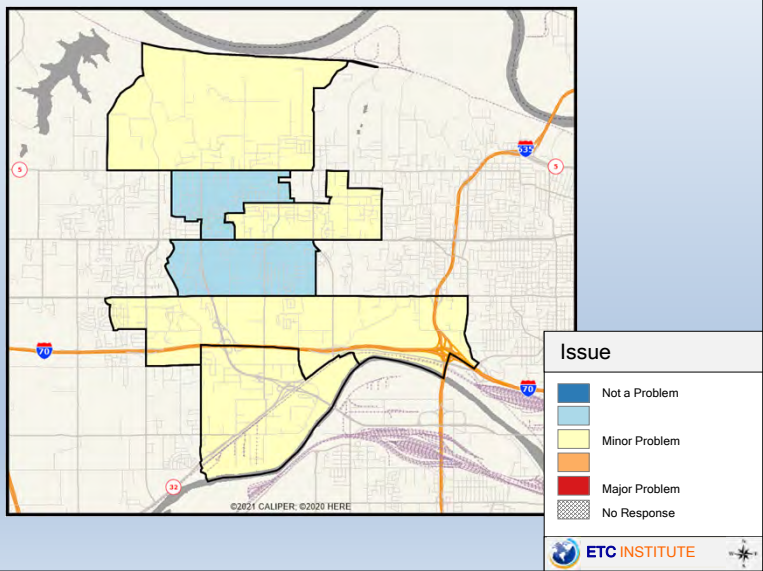 635
5
5
70
70
32
©2021 CALIPER; ©2020 HERE
Issue
Not a Problem
Minor Problem
Major Problem
No Response
ETC INSTITUTE